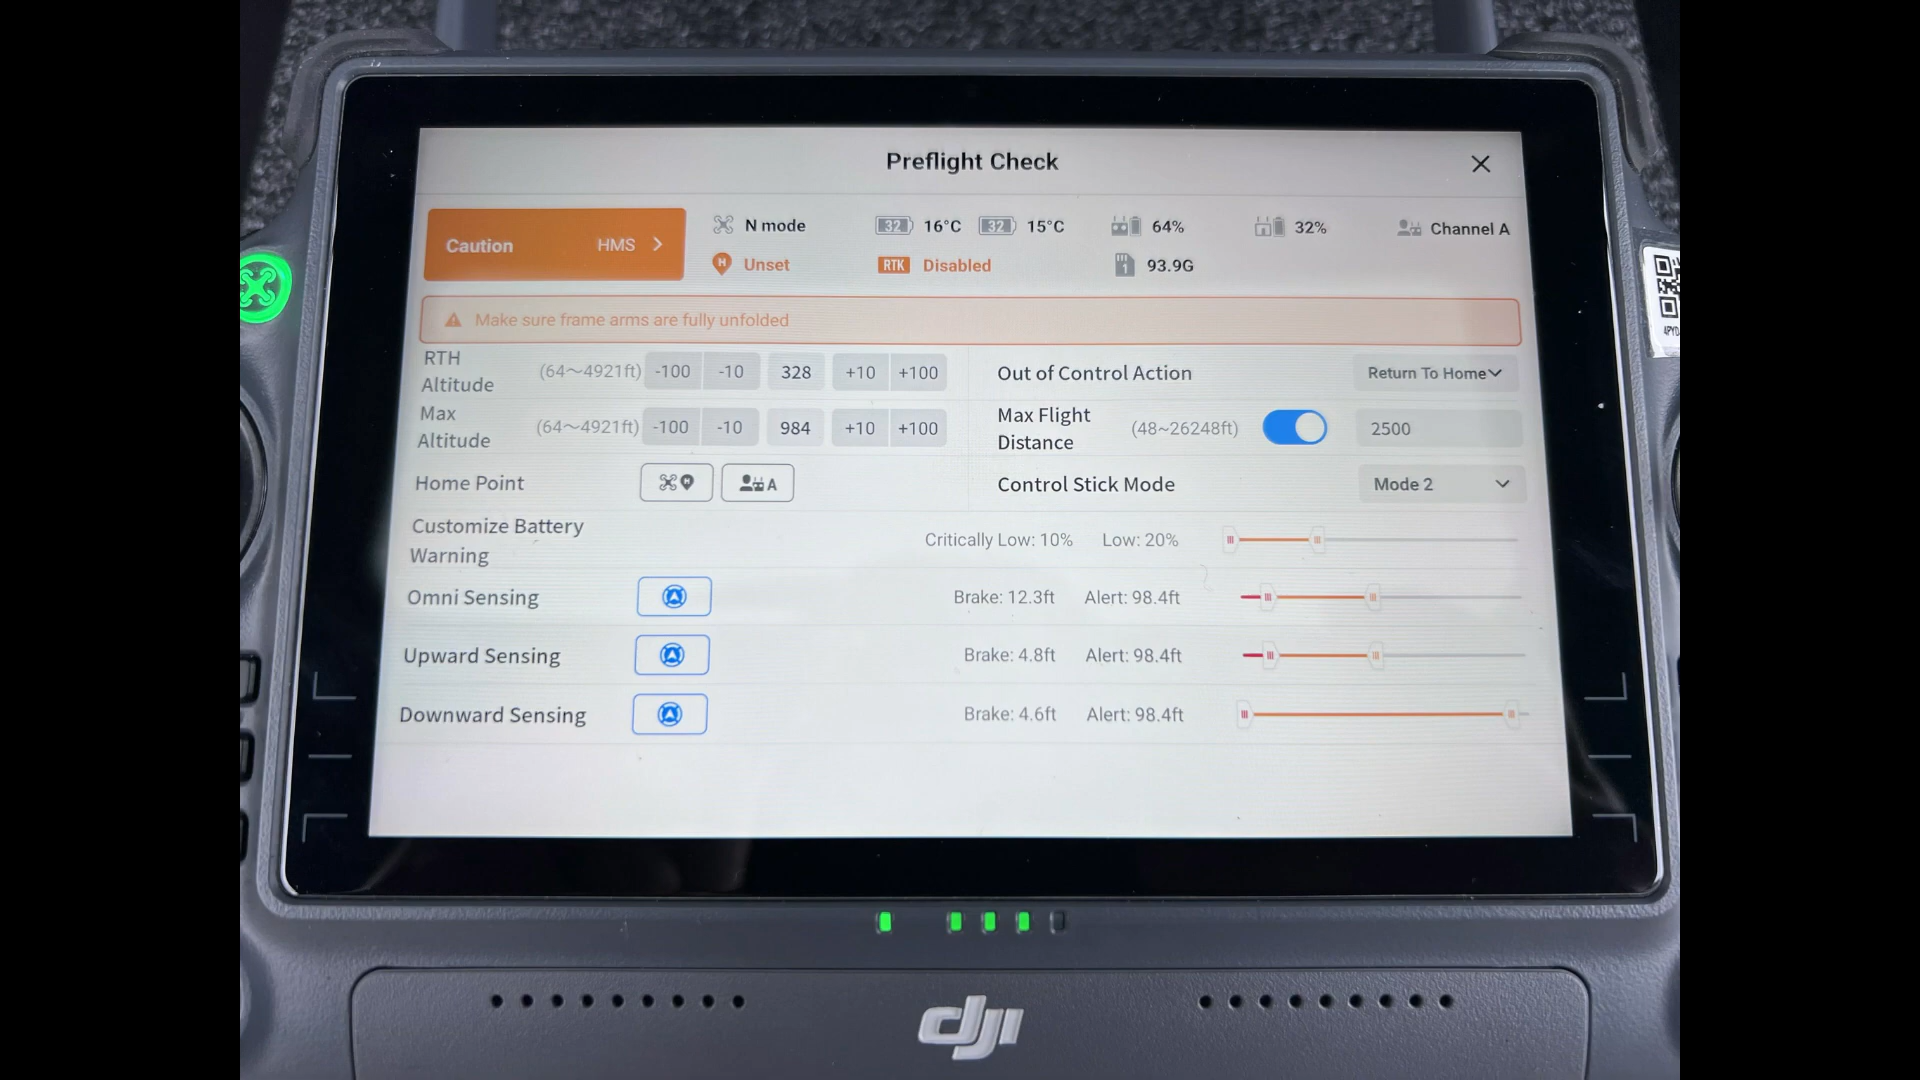 Preflight Check
Caution HMS
N mode
32 16°C 32 15°C
64%
32%
Channel A
H Unset
RTK Disabled
1 93.9G
Make sure frame arms are fully unfolded
RTH Altitude (64~4921ft) -100 -10 328 +10 +100
Out of Control Action Return To Home
Max Altitude (64~4921ft) -100 -10 984 +10 +100
Max Flight Distance (48~26248ft) 2500
Home Point H A
Control Stick Mode Mode 2
Customize Battery Warning Critically Low: 10% Low: 20%
Omni Sensing Brake: 12.3ft Alert: 98.4ft
Upward Sensing Brake: 4.8ft Alert: 98.4ft
Downward Sensing Brake: 4.6ft Alert: 98.4ft
dji